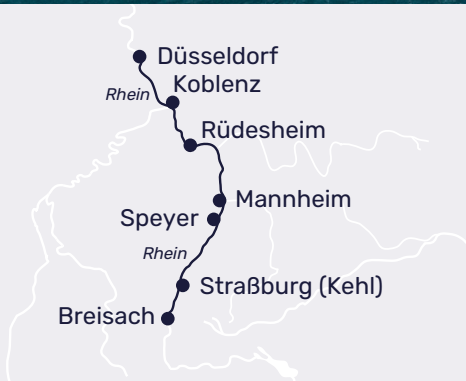 Düsseldorf
Rhein
Koblenz
Rüdesheim
Mannheim
Speyer
Rhein
Straßburg (Kehl)
Breisach